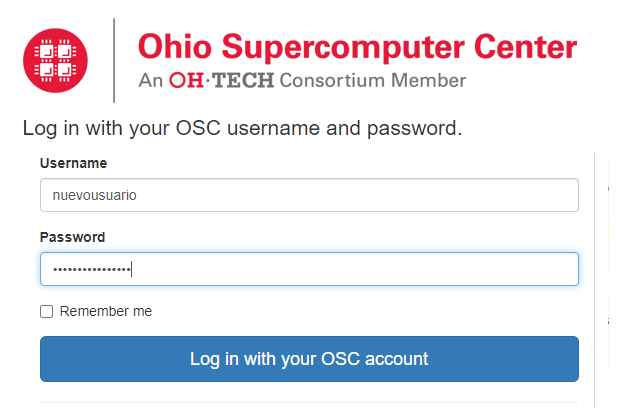 Ohio Supercomputer Center
An OH·TECH Consortium Member
Log in with your OSC username and password.
Username
nuevousuario
Password
••••••••••••••••
Remember me
Log in with your OSC account